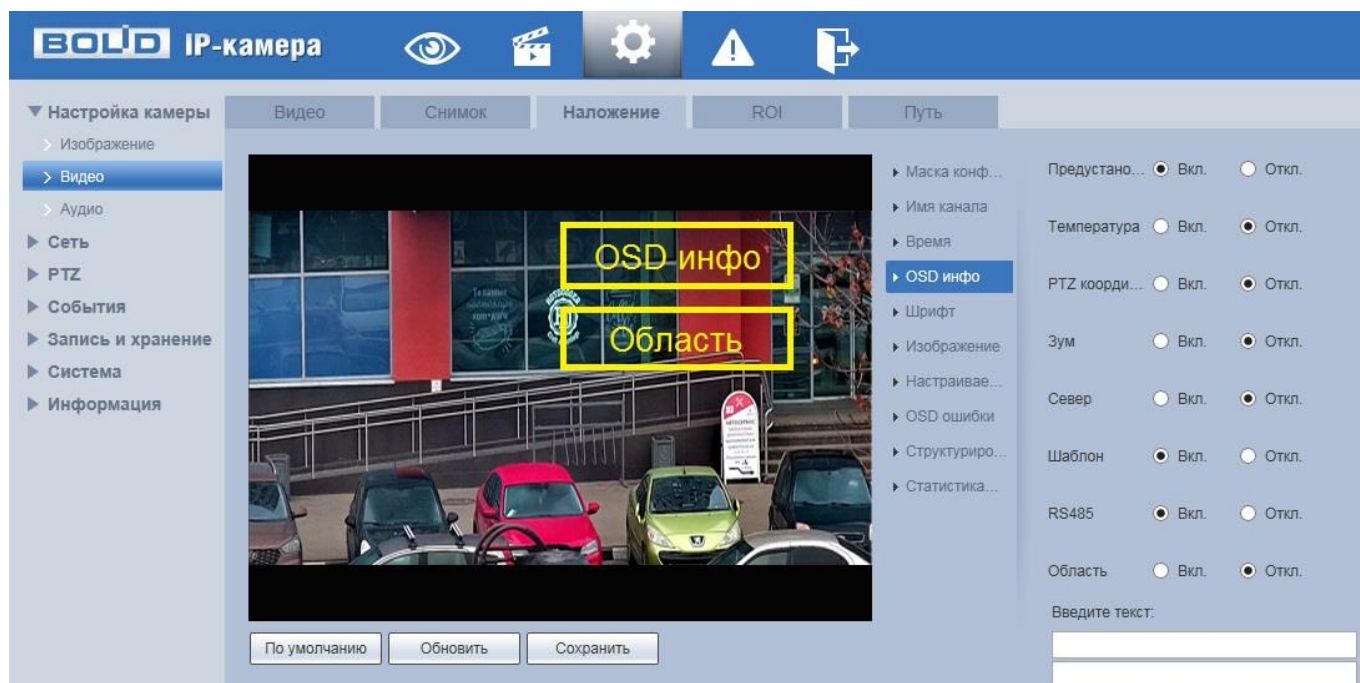 BOLID IP-камера
Настройка камеры
Изображение
Видео
Аудио
Сеть
PTZ
События
Запись и хранение
Система
Информация
Видео Снимок Наложение ROI Путь
OSD инфо
Область
АВТОСЕРВИС
По умолчанию Обновить Сохранить
Маска конф...
Имя канала
Время
OSD инфо
Шрифт
Изображение
Настраивае...
OSD ошибки
Структуриро...
Статистика...
Предустано... Вкл. Откл.
Температура Вкл. Откл.
PTZ коорди... Вкл. Откл.
Зум Вкл. Откл.
Север Вкл. Откл.
Шаблон Вкл. Откл.
RS485 Вкл. Откл.
Область Вкл. Откл.
Введите текст: